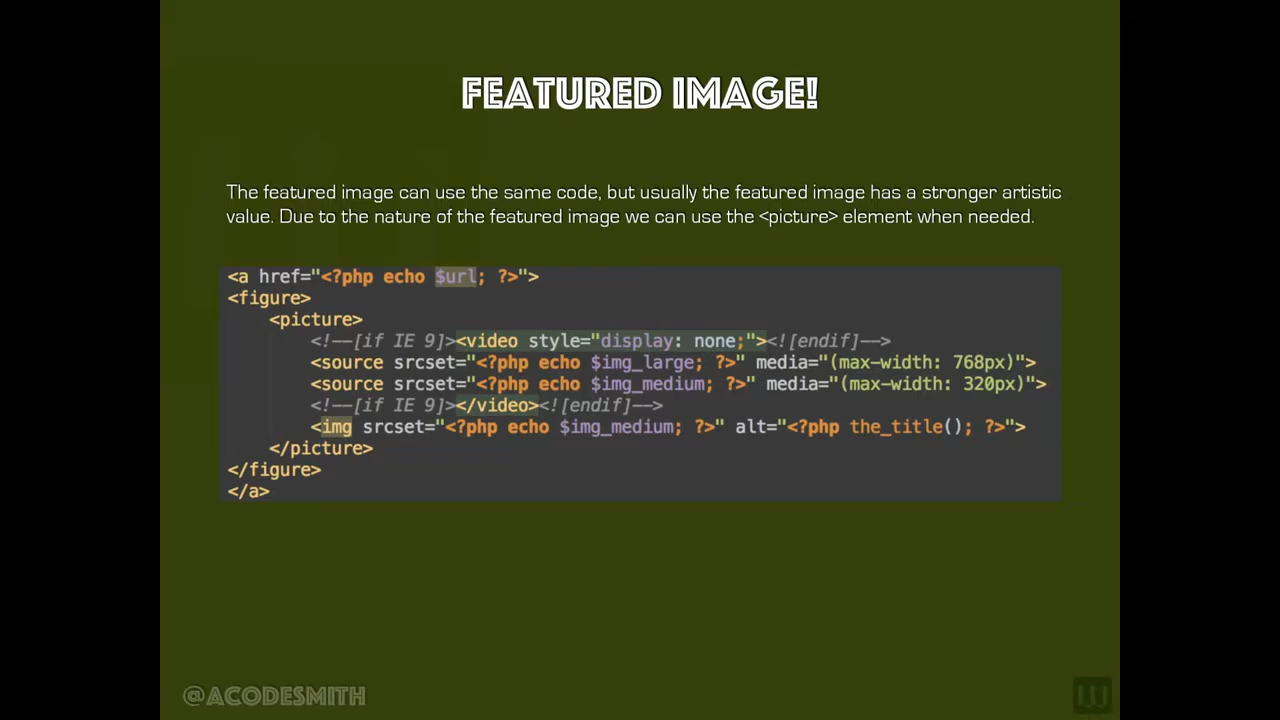 FEATURED IMAGE!
The featured image can use the same code, but usually the featured image has a stronger artistic
value. Due to the nature of the featured image we can use the <picture> element when needed.
<a href="<?php echo $url; ?>">
<figure>
    <picture>
        <!--[if IE 9]><video style="display: none;"><![endif]-->
        <source srcset="<?php echo $img_large; ?>" media="(max-width: 768px)">
        <source srcset="<?php echo $img_medium; ?>" media="(max-width: 320px)">
        <!--[if IE 9]></video><![endif]-->
        <img srcset="<?php echo $img_medium; ?>" alt="<?php the_title(); ?>">
    </picture>
</figure>
</a>
@ACODESMITH